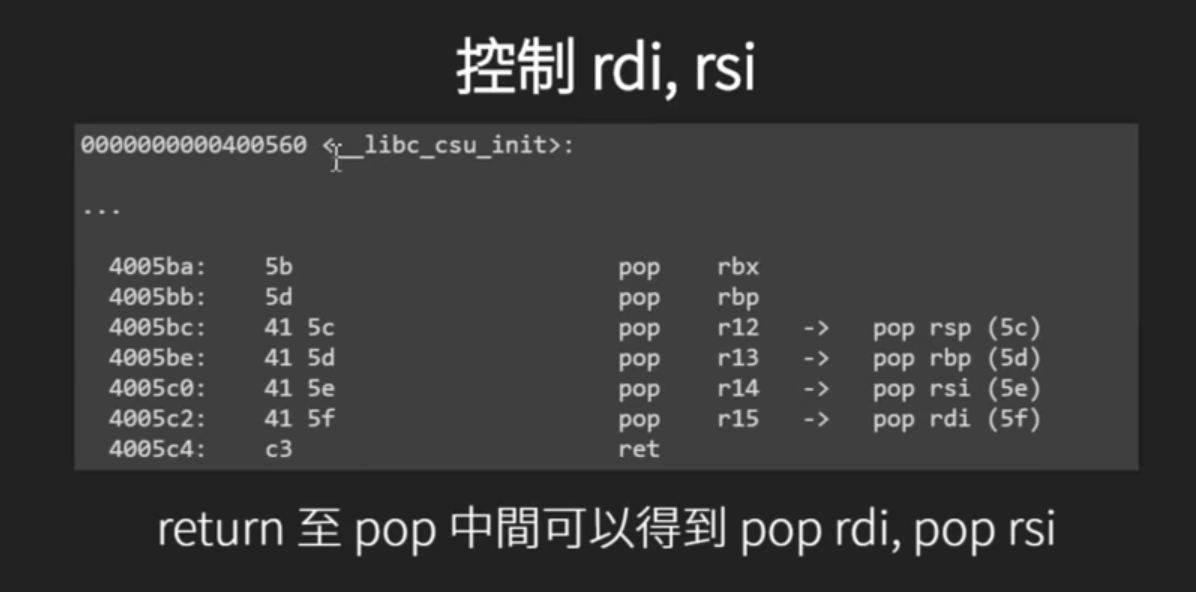 控制 rdi, rsi
0000000000400560 <__libc_csu_init>:
...
4005ba: 5b pop rbx
4005bb: 5d pop rbp
4005bc: 41 5c pop r12 -> pop rsp (5c)
4005be: 41 5d pop r13 -> pop rbp (5d)
4005c0: 41 5e pop r14 -> pop rsi (5e)
4005c2: 41 5f pop r15 -> pop rdi (5f)
4005c4: c3 ret
return 至 pop 中間可以得到 pop rdi, pop rsi